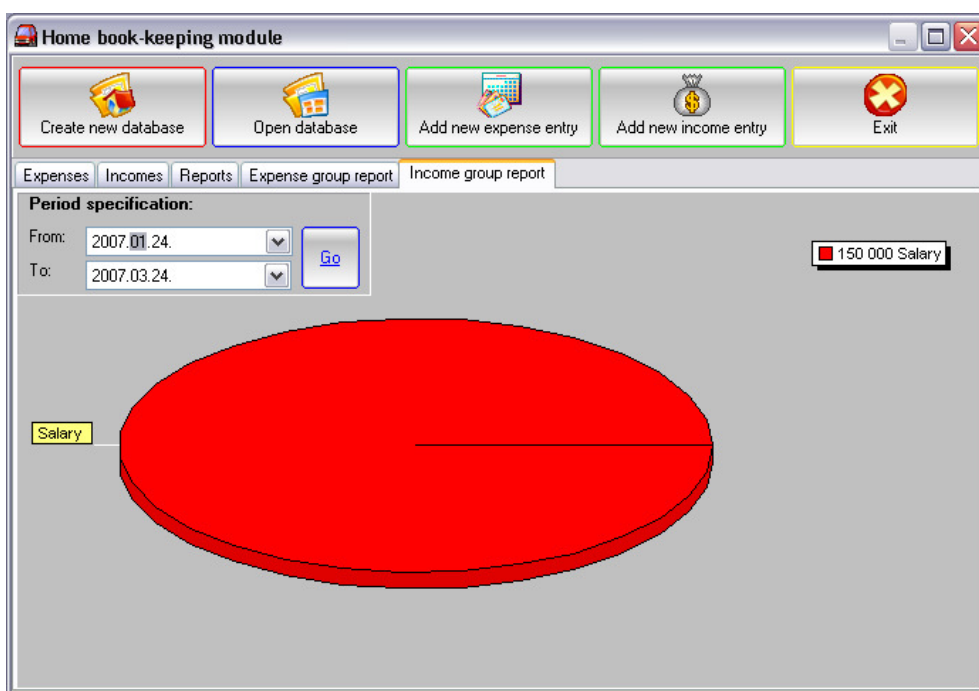 Home book-keeping module
Create new database
Open database
Add new expense entry
Add new income entry
Exit
Expenses
Incomes
Reports
Expense group report
Income group report
Period specification:
From:
2007.01.24.
Go
To:
2007.03.24.
150 000 Salary
Salary